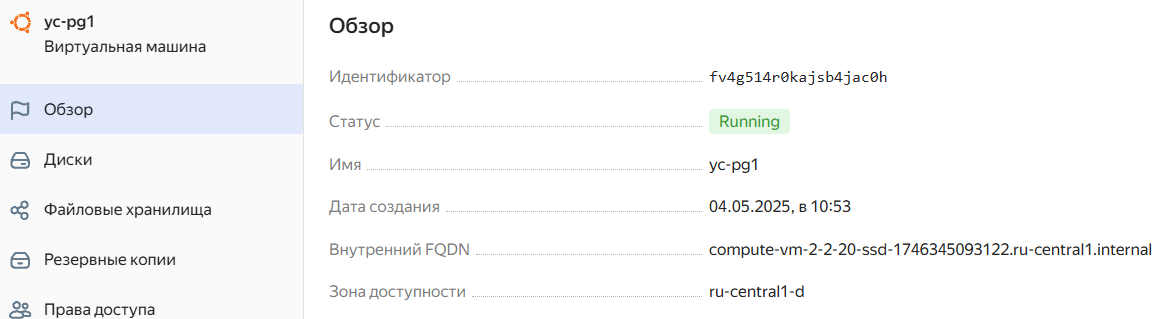 yc-pg1
Виртуальная машина
Обзор
Диски
Файловые хранилища
Резервные копии
Права доступа
Обзор
Идентификатор fv4g514r0kajsb4jac0h
Статус Running
Имя yc-pg1
Дата создания 04.05.2025, в 10:53
Внутренний FQDN compute-vm-2-2-20-ssd-1746345093122.ru-central1.internal
Зона доступности ru-central1-d